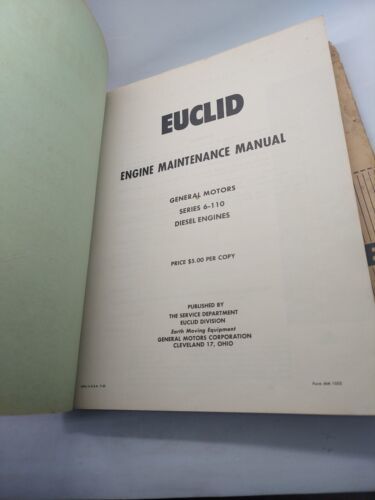 EUCLID
ENGINE MAINTENANCE MANUAL
GENERAL MOTORS
SERIES 6-110
DIESEL ENGINES
PRICE $5.00 PER COPY
PUBLISHED BY
THE SERVICE DEPARTMENT
EUCLID DIVISION
Earth Moving Equipment
GENERAL MOTORS CORPORATION
CLEVELAND 17, OHIO